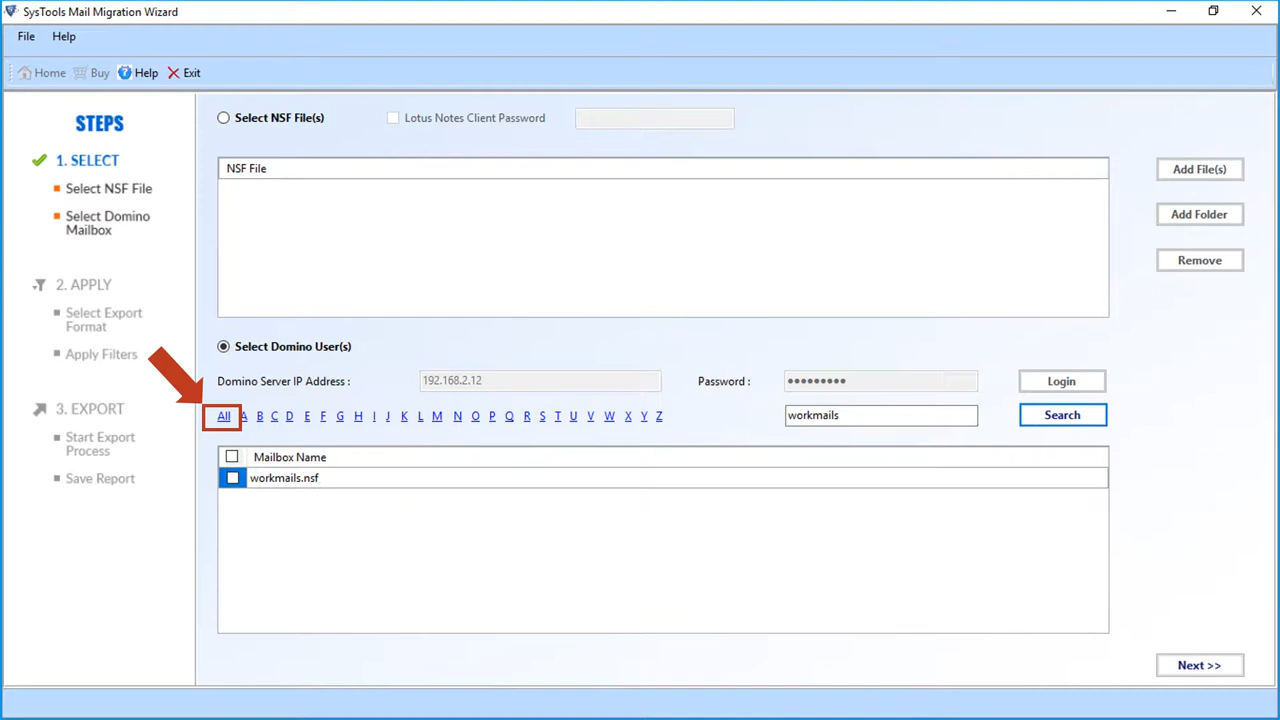 SysTools Mail Migration Wizard
File Help
Home Buy Help Exit
STEPS
1. SELECT
Select NSF File
Select Domino
Mailbox
2. APPLY
Select Export
Format
Apply Filters
3. EXPORT
Start Export
Process
Save Report
Select NSF File(s) Lotus Notes Client Password
NSF File
Add File(s)
Add Folder
Remove
Select Domino User(s)
Domino Server IP Address : 192.168.2.12 Password : ●●●●●●●●● Login
All A B C D E F G H I J K L M N O P Q R S T U V W X Y Z workmails Search
Mailbox Name
workmails.nsf
Next >>